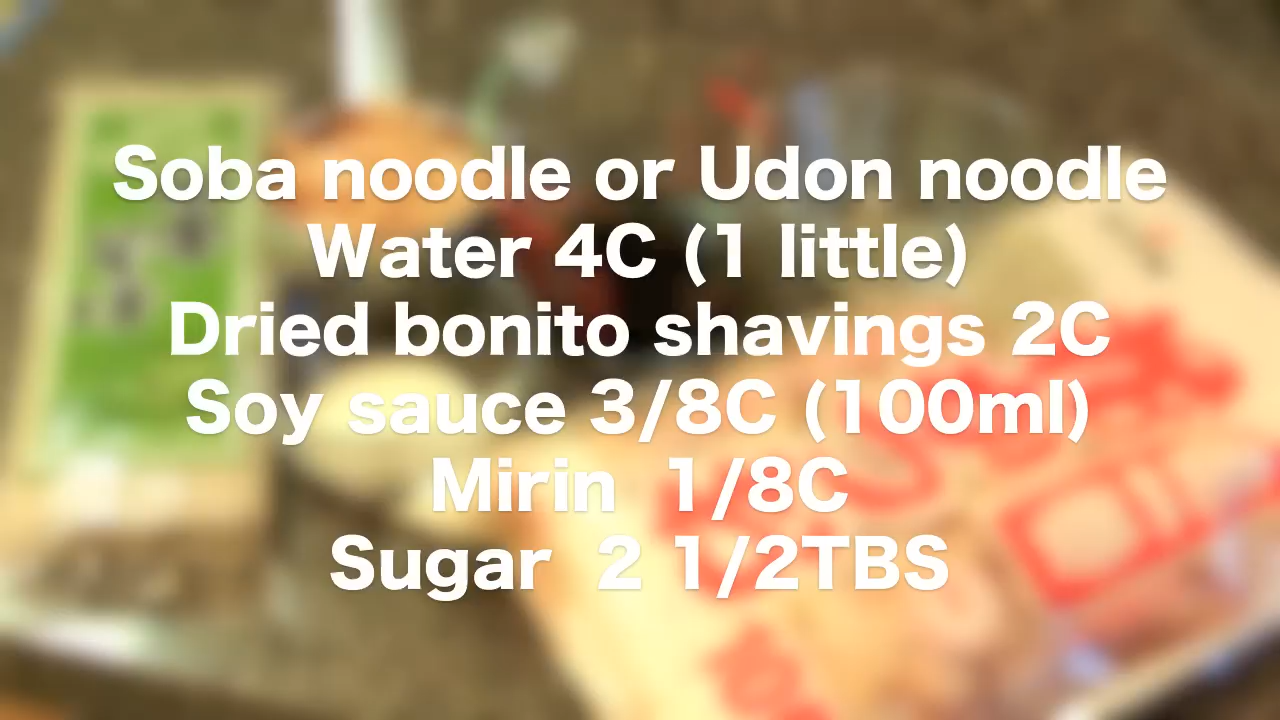 Soba noodle or Udon noodle
Water 4C (1 little)
Dried bonito shavings 2C
Soy sauce 3/8C (100ml)
Mirin 1/8C
Sugar 2 1/2TBS